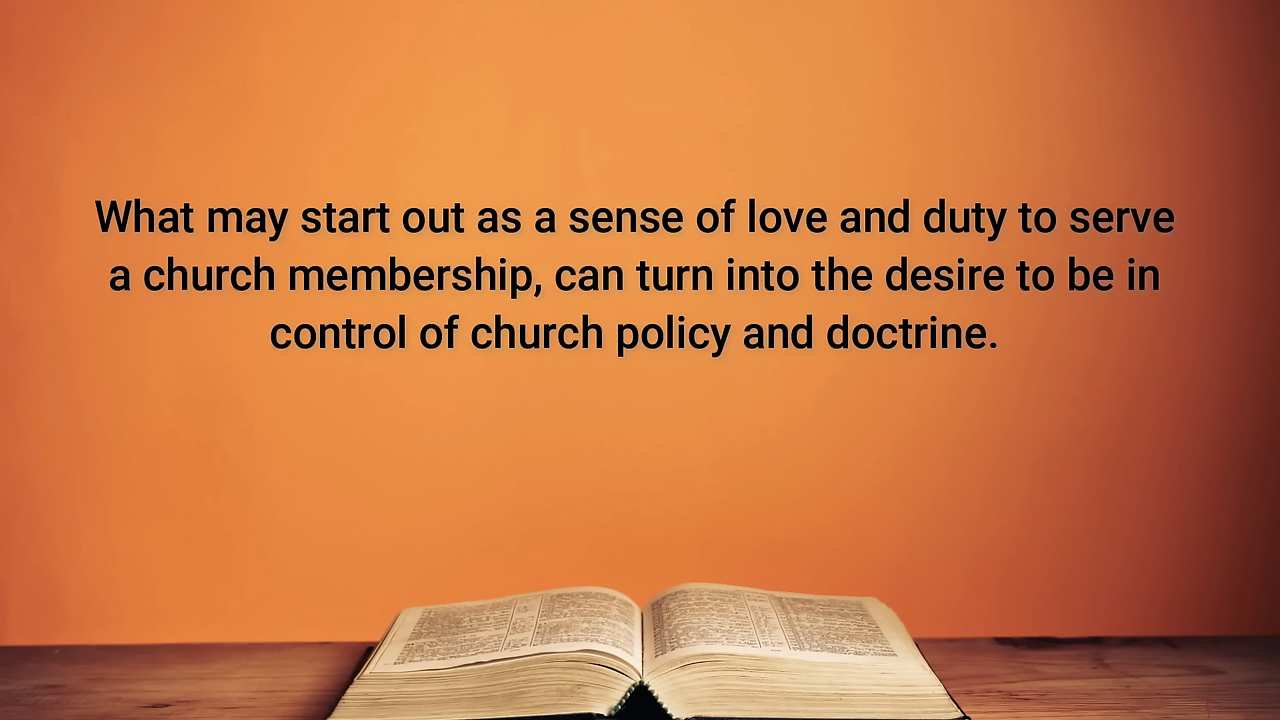 What may start out as a sense of love and duty to serve
a church membership, can turn into the desire to be in
control of church policy and doctrine.